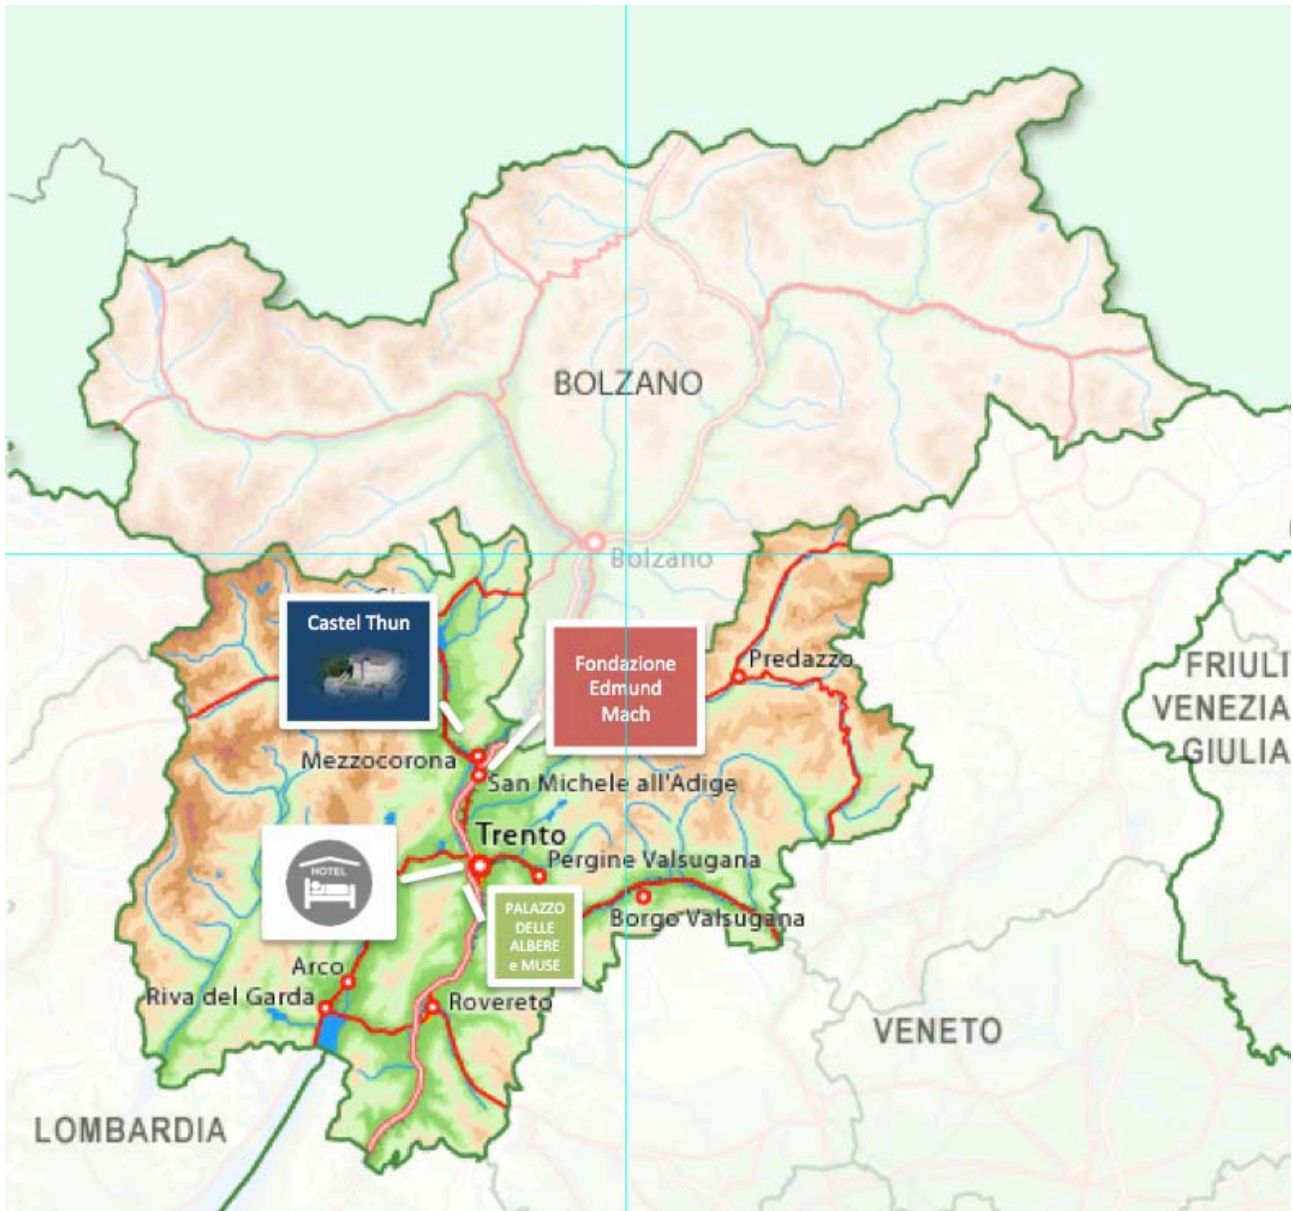 BOLZANO
Bolzano
Castel Thun
Fondazione
Edmund
Mach
Predazzo
FRIULI
VENEZIA
GIULIA
Mezzocorona
San Michele all'Adige
Trento
HOTEL
Pergine Valsugana
PALAZZO
DELLE
ALBERE
e MUSE
Borgo Valsugana
Arco
Riva del Garda
Rovereto
VENETO
LOMBARDIA